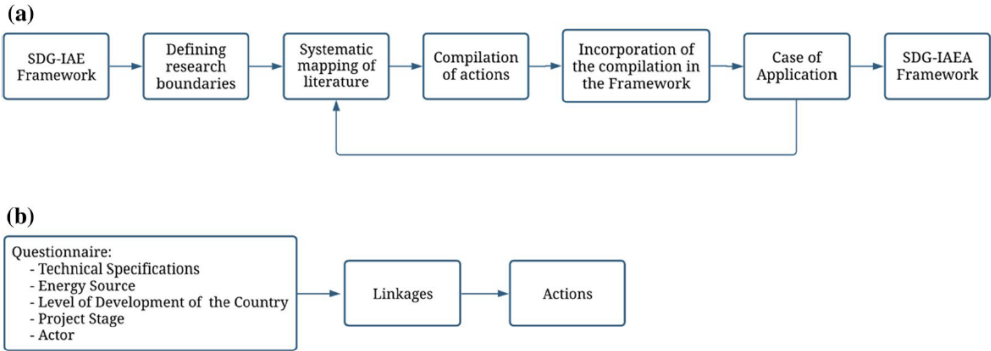 (a)
SDG-IAE
Framework
Defining
research
boundaries
Systematic
mapping of
literature
Compilation
of actions
Incorporation of
the compilation in
the Framework
Case of
Application
SDG-IAEA
Framework
(b)
Questionnaire:
- Technical Specifications
- Energy Source
- Level of Development of the Country
- Project Stage
- Actor
Linkages
Actions